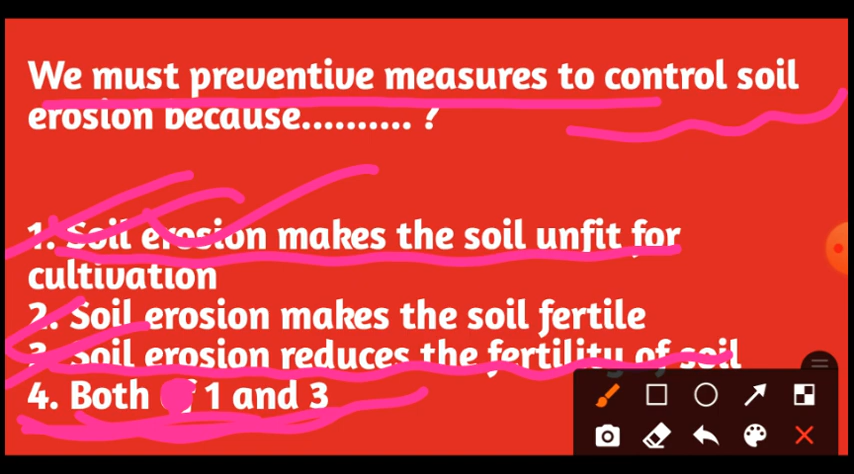 We must preventive measures to control soil
erosion because.......... ?
1. Soil erosion makes the soil unfit for
cultivation
2. Soil erosion makes the soil fertile
3. Soil erosion reduces the fertility of soil
4. Both of 1 and 3